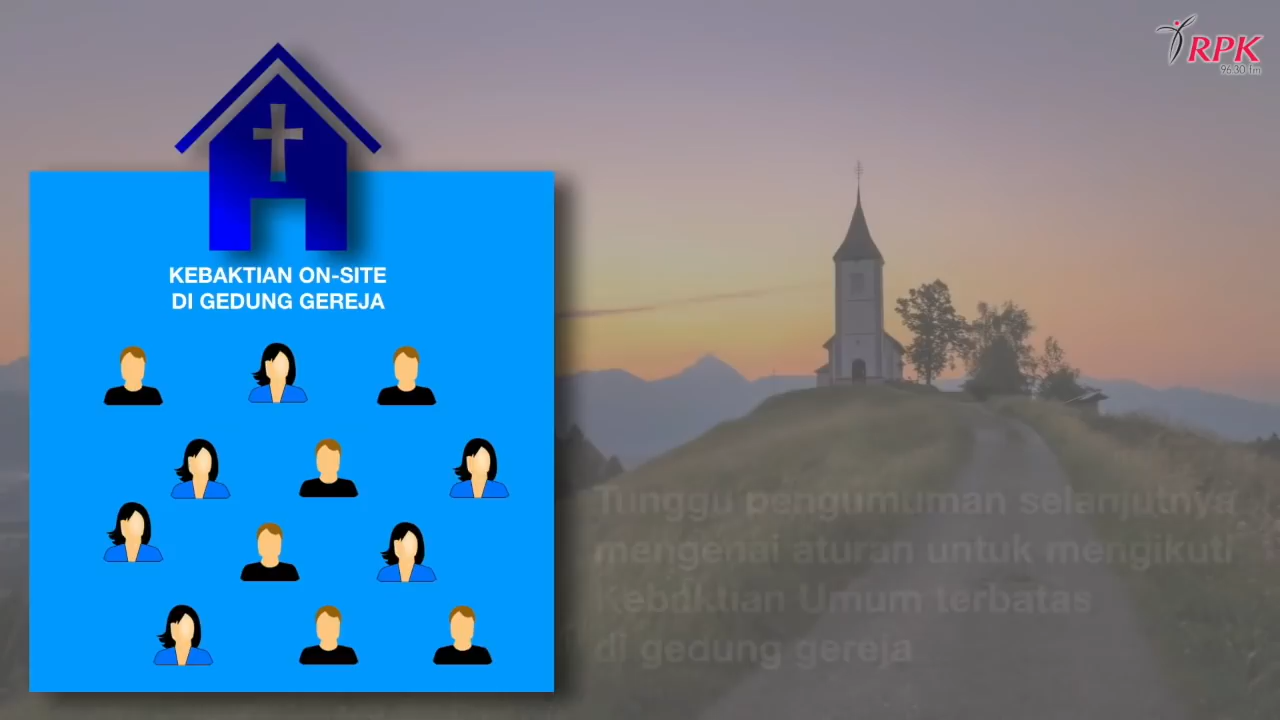 RPK
96.30 fm
KEBAKTIAN ON-SITE
DI GEDUNG GEREJA
Tunggu pengumuman selanjutnya
mengenai aturan untuk mengikuti
Kebaktian Umum terbatas
di gedung gereja